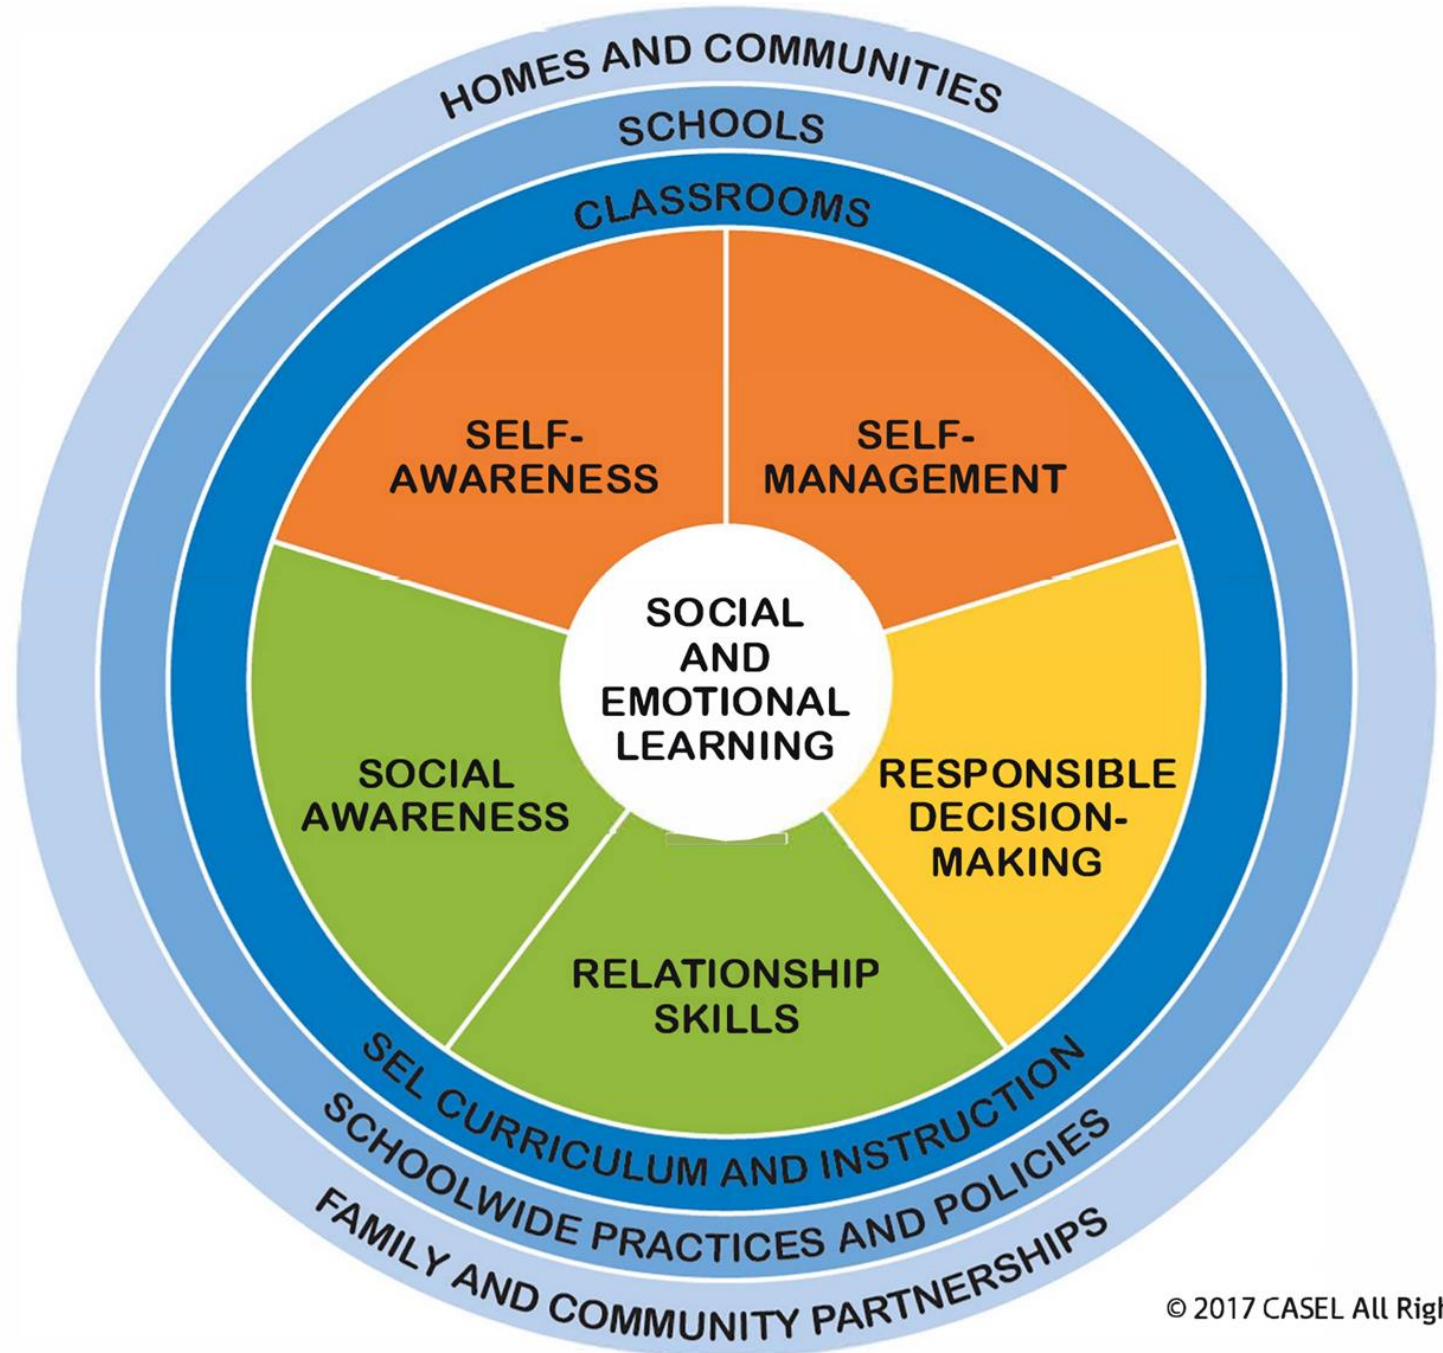 HOMES AND COMMUNITIES
SCHOOLS
CLASSROOMS
SELF-
AWARENESS
SELF-
MANAGEMENT
SOCIAL
AND
EMOTIONAL
LEARNING
SOCIAL
AWARENESS
RESPONSIBLE
DECISION-
MAKING
RELATIONSHIP
SKILLS
SEL CURRICULUM AND INSTRUCTION
SCHOOLWIDE PRACTICES AND POLICIES
FAMILY AND COMMUNITY PARTNERSHIPS
© 2017 CASEL All